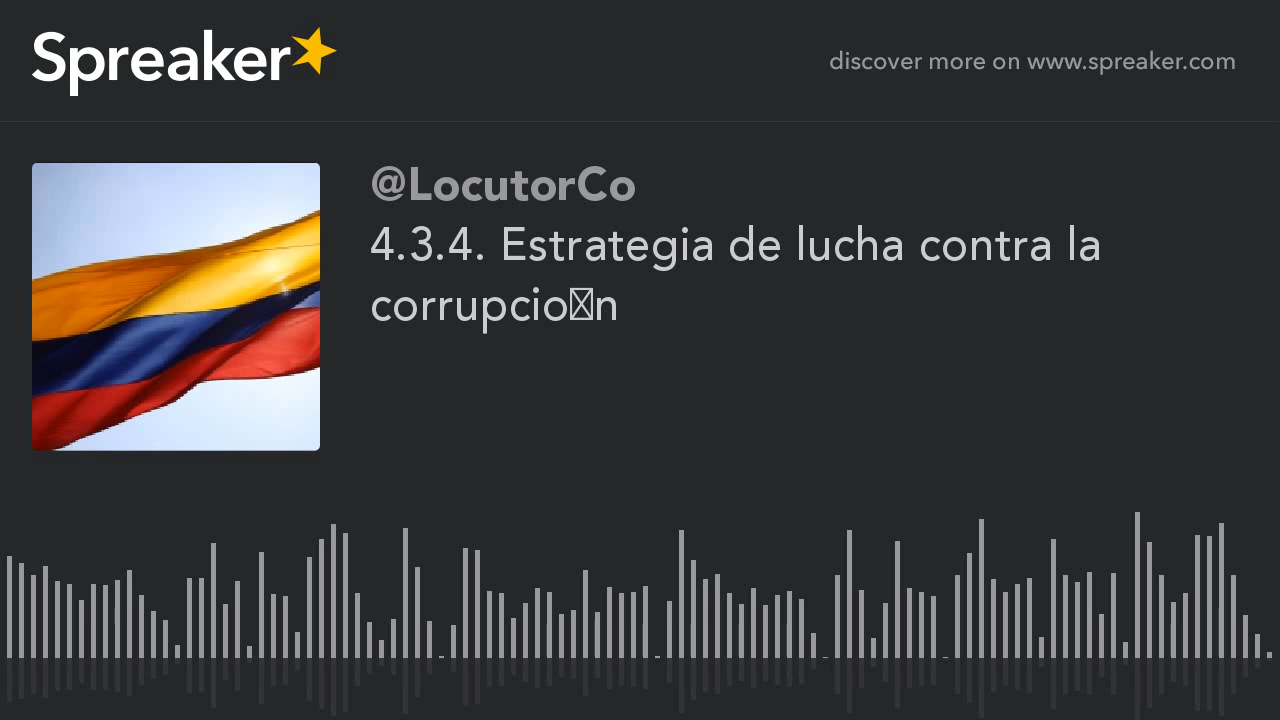 Spreaker
discover more on www.spreaker.com
@LocutorCo
4.3.4. Estrategia de lucha contra la
corrupcio☒n